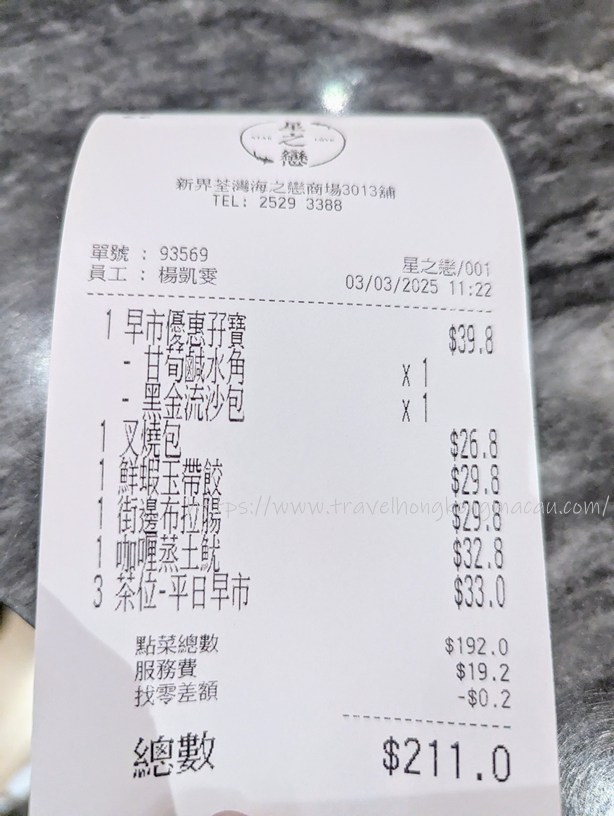 星之戀
新界荃灣海之戀商場3013舖
TEL: 2529 3388
單號 : 93569 星之戀/001
員工 : 楊凱雯 03/03/2025 11:22
1 早市優惠孖寶 $39.8
- 甘荀鹹水角 x 1
- 黑金流沙包 x 1
1 叉燒包 $26.8
1 鮮蝦玉帶餃 $29.8
1 街邊布拉腸 $29.8
https://www.travelhongkongmacau.com/
1 咖喱蒸土魷 $32.8
3 茶位-平日早市 $33.0
點菜總數 $192.0
服務費 $19.2
找零差額 -$0.2
總數 $211.0